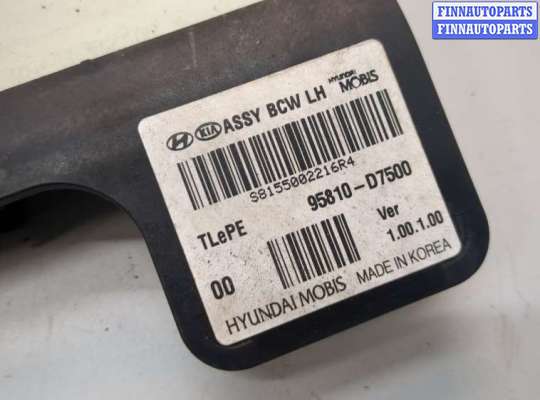 FINNAUTOPARTS
FINNAUTOPARTS
KIA ASSY BCW LH HYUNDAI MOBIS
S8155002216R4
95810-D7500
TLePE
Ver
00
1.00.1.00
HYUNDAI MOBIS MADE IN KOREA